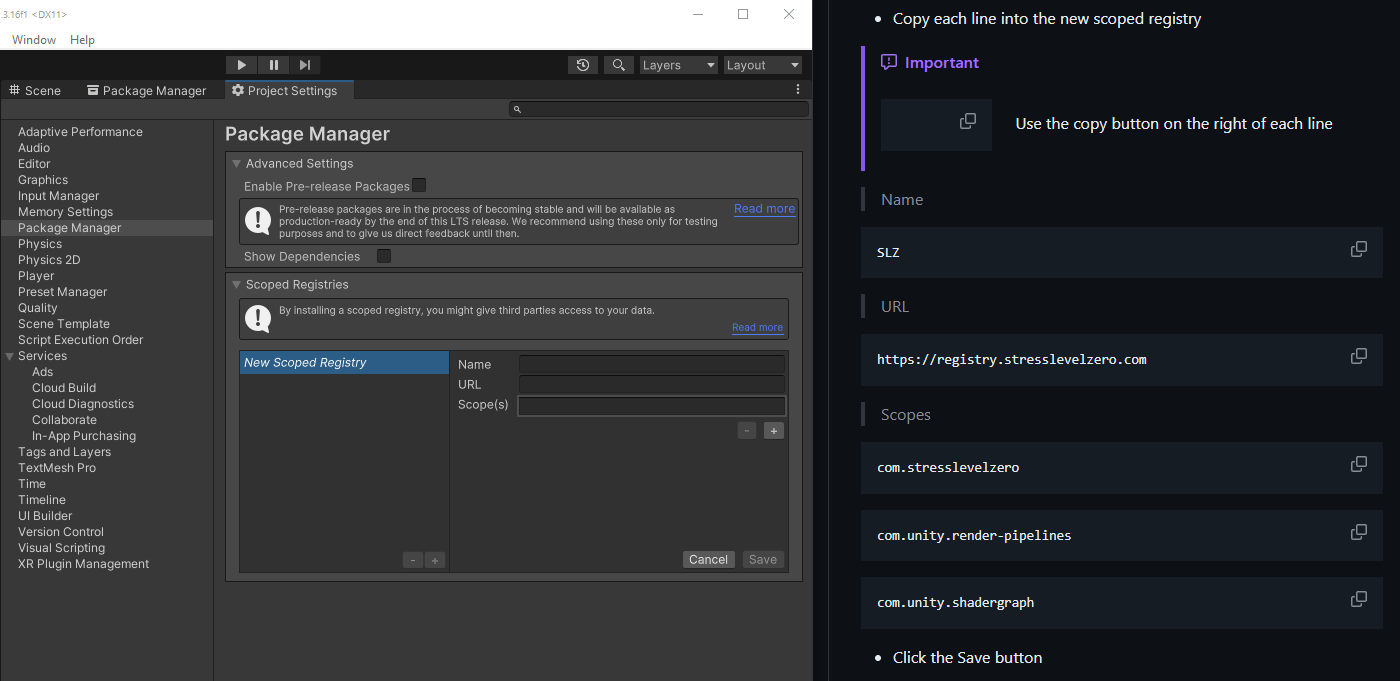 .3.16f1 <DX11>
Window Help
Layers Layout
Scene Package Manager Project Settings
Adaptive Performance
Audio
Editor
Graphics
Input Manager
Memory Settings
Package Manager
Physics
Physics 2D
Player
Preset Manager
Quality
Scene Template
Script Execution Order
Services
Ads
Cloud Build
Cloud Diagnostics
Collaborate
In-App Purchasing
Tags and Layers
TextMesh Pro
Time
Timeline
UI Builder
Version Control
Visual Scripting
XR Plugin Management
Package Manager
Advanced Settings
Enable Pre-release Packages
Pre-release packages are in the process of becoming stable and will be available as
production-ready by the end of this LTS release. We recommend using these only for testing
purposes and to give us direct feedback until then.
Read more
Show Dependencies
Scoped Registries
By installing a scoped registry, you might give third parties access to your data.
Read more
New Scoped Registry
Name
URL
Scope(s)
- +
- +
Cancel Save
• Copy each line into the new scoped registry
Important
Use the copy button on the right of each line
Name
SLZ
URL
https://registry.stresslevelzero.com
Scopes
com.stresslevelzero
com.unity.render-pipelines
com.unity.shadergraph
• Click the Save button